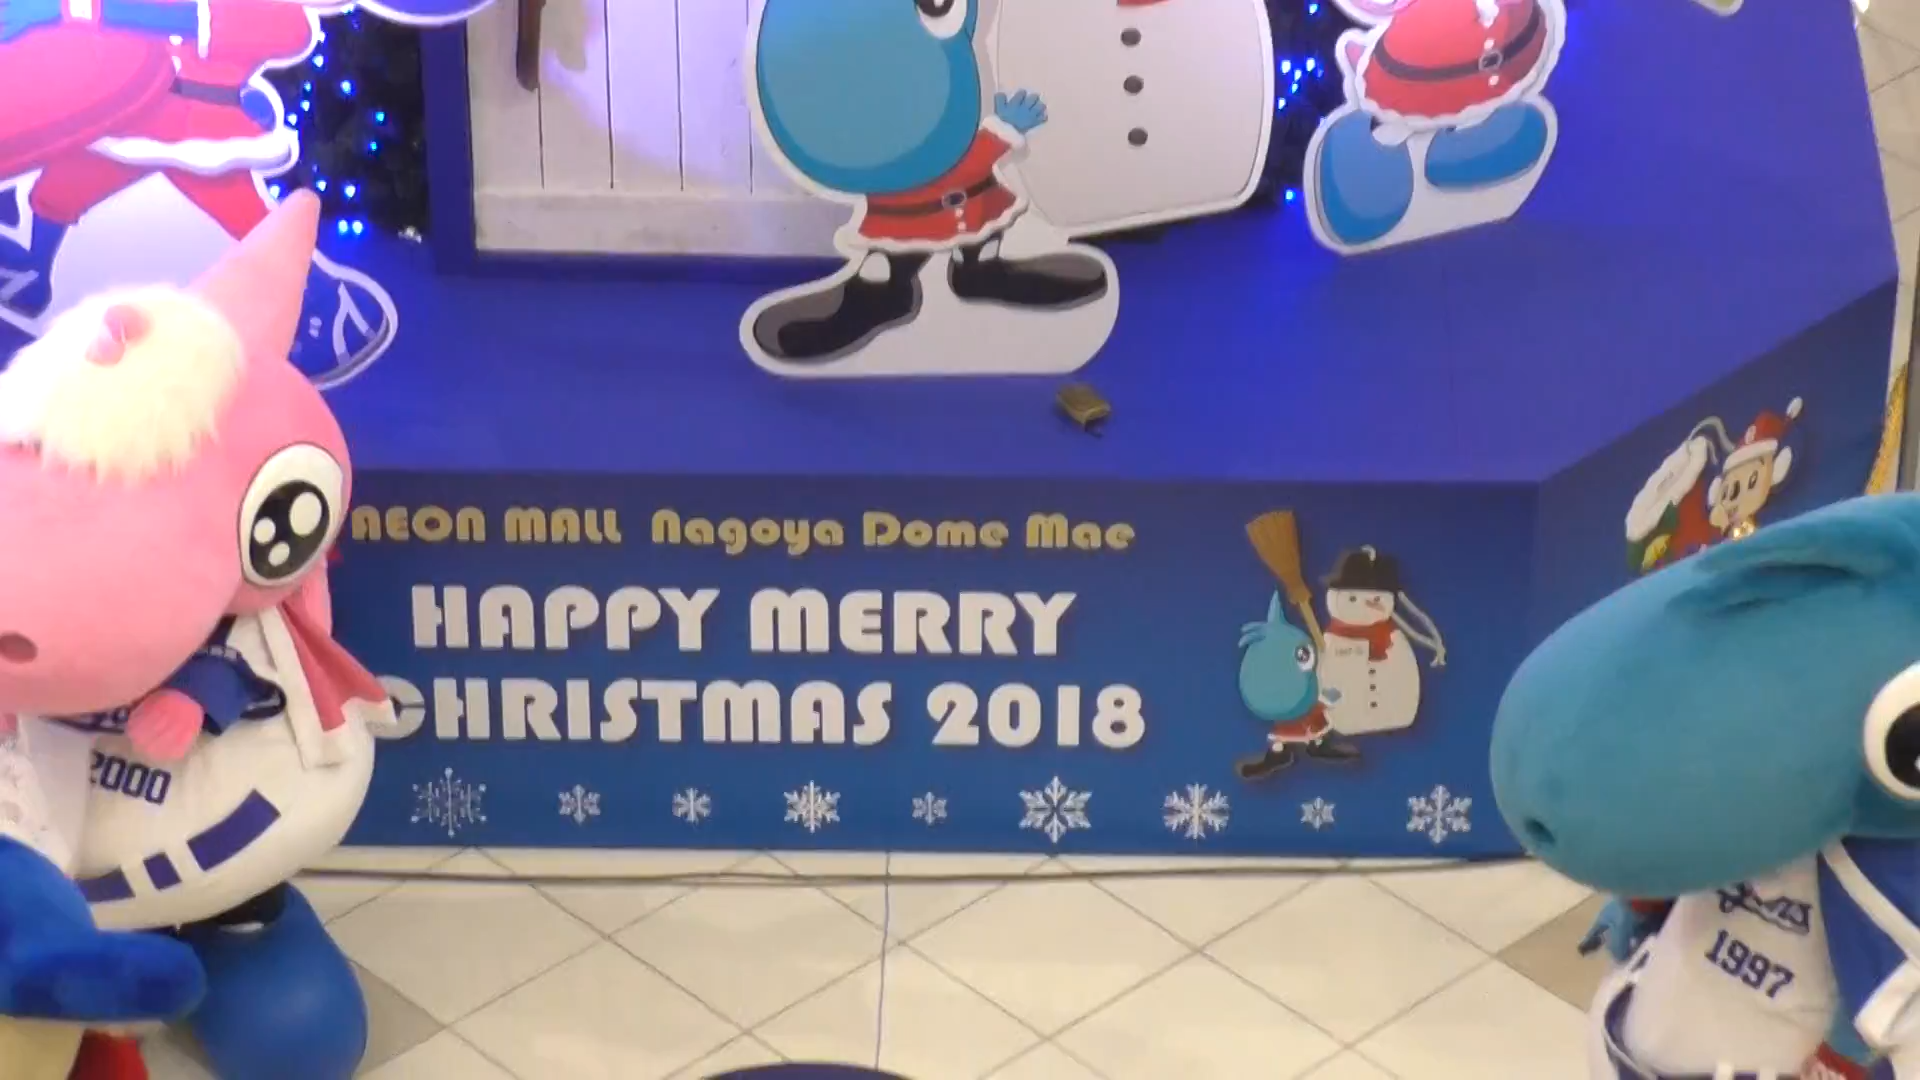 AEON MALL Nagoya Dome Mae
HAPPY MERRY
CHRISTMAS 2018
2000
1997